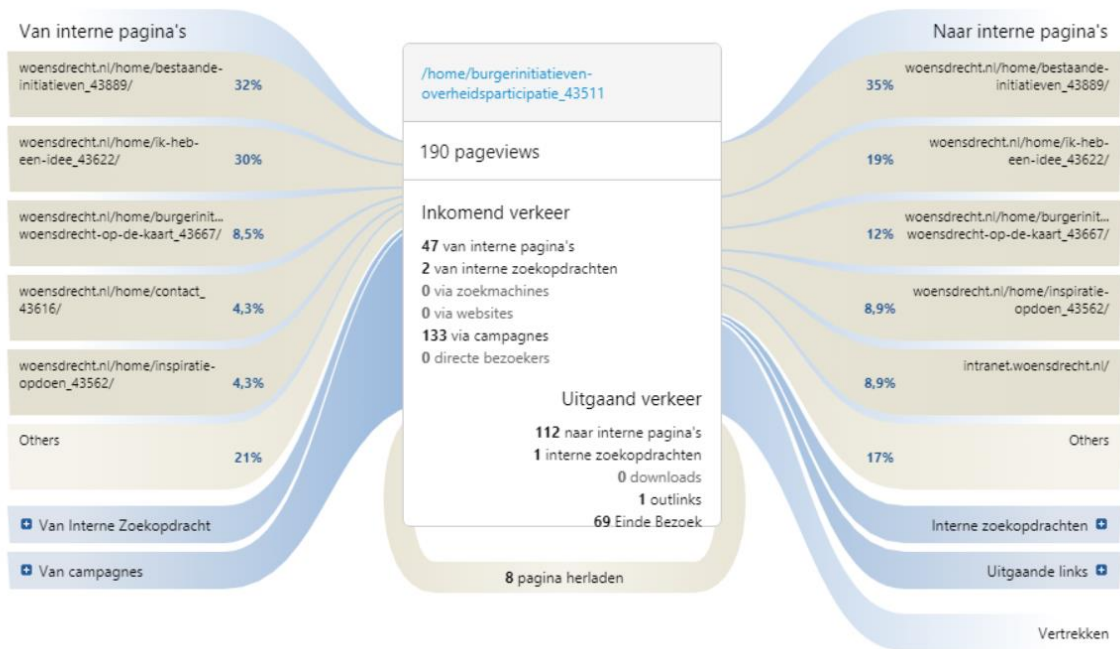 Van interne pagina's
woensdrecht.nl/home/bestaande-
initiatieven_43889/
32%
woensdrecht.nl/home/ik-heb-
een-idee_43622/
30%
woensdrecht.nl/home/burgerinit...
woensdrecht-op-de-kaart_43667/
8,5%
woensdrecht.nl/home/contact_
43616/
4,3%
woensdrecht.nl/home/inspiratie-
opdoen_43562/
4,3%
Others
21%
Van Interne Zoekopdracht
Van campagnes
/home/burgerinitiatieven-
overheidsparticipatie_43511
190 pageviews
Inkomend verkeer
47 van interne pagina's
2 van interne zoekopdrachten
0 via zoekmachines
0 via websites
133 via campagnes
0 directe bezoekers
Uitgaand verkeer
112 naar interne pagina's
1 interne zoekopdrachten
0 downloads
1 outlinks
69 Einde Bezoek
8 pagina herladen
Naar interne pagina's
woensdrecht.nl/home/bestaande-
initiatieven_43889/
35%
woensdrecht.nl/home/ik-heb-
een-idee_43622/
19%
woensdrecht.nl/home/burgerinit...
woensdrecht-op-de-kaart_43667/
12%
woensdrecht.nl/home/inspiratie-
opdoen_43562/
8,9%
intranet.woensdrecht.nl/
8,9%
Others
17%
Interne zoekopdrachten
Uitgaande links
Vertrekken